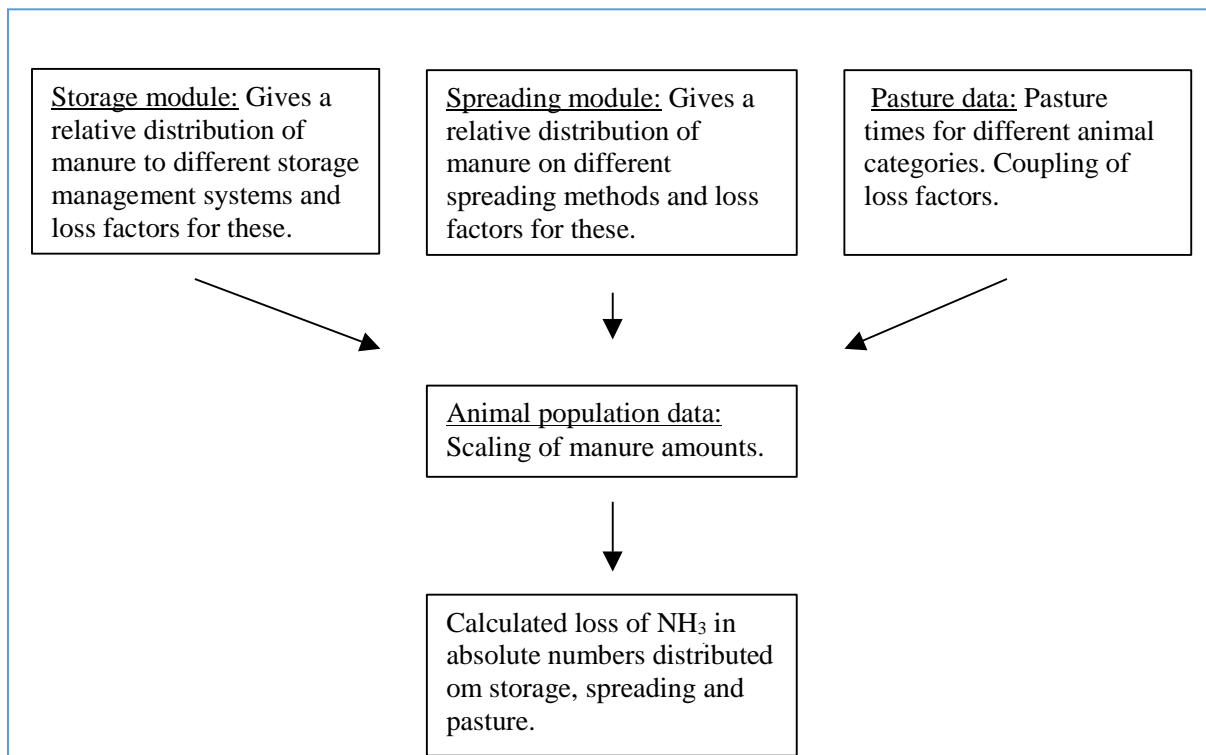 Storage module: Gives a
relative distribution of
manure to different storage
management systems and
loss factors for these.
Spreading module: Gives a
relative distribution of
manure on different
spreading methods and loss
factors for these.
Pasture data: Pasture
times for different animal
categories. Coupling of
loss factors.
Animal population data:
Scaling of manure amounts.
Calculated loss of NH₃ in
absolute numbers distributed
om storage, spreading and
pasture.